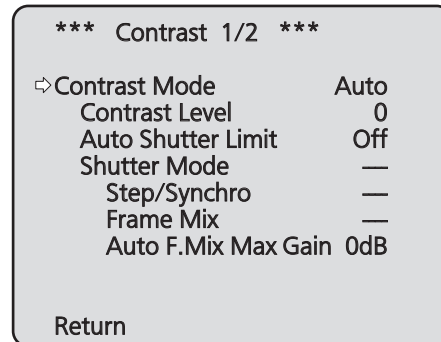 *** Contrast 1/2 ***
⇨Contrast Mode Auto
Contrast Level 0
Auto Shutter Limit Off
Shutter Mode —
Step/Synchro —
Frame Mix —
Auto F.Mix Max Gain 0dB
Return